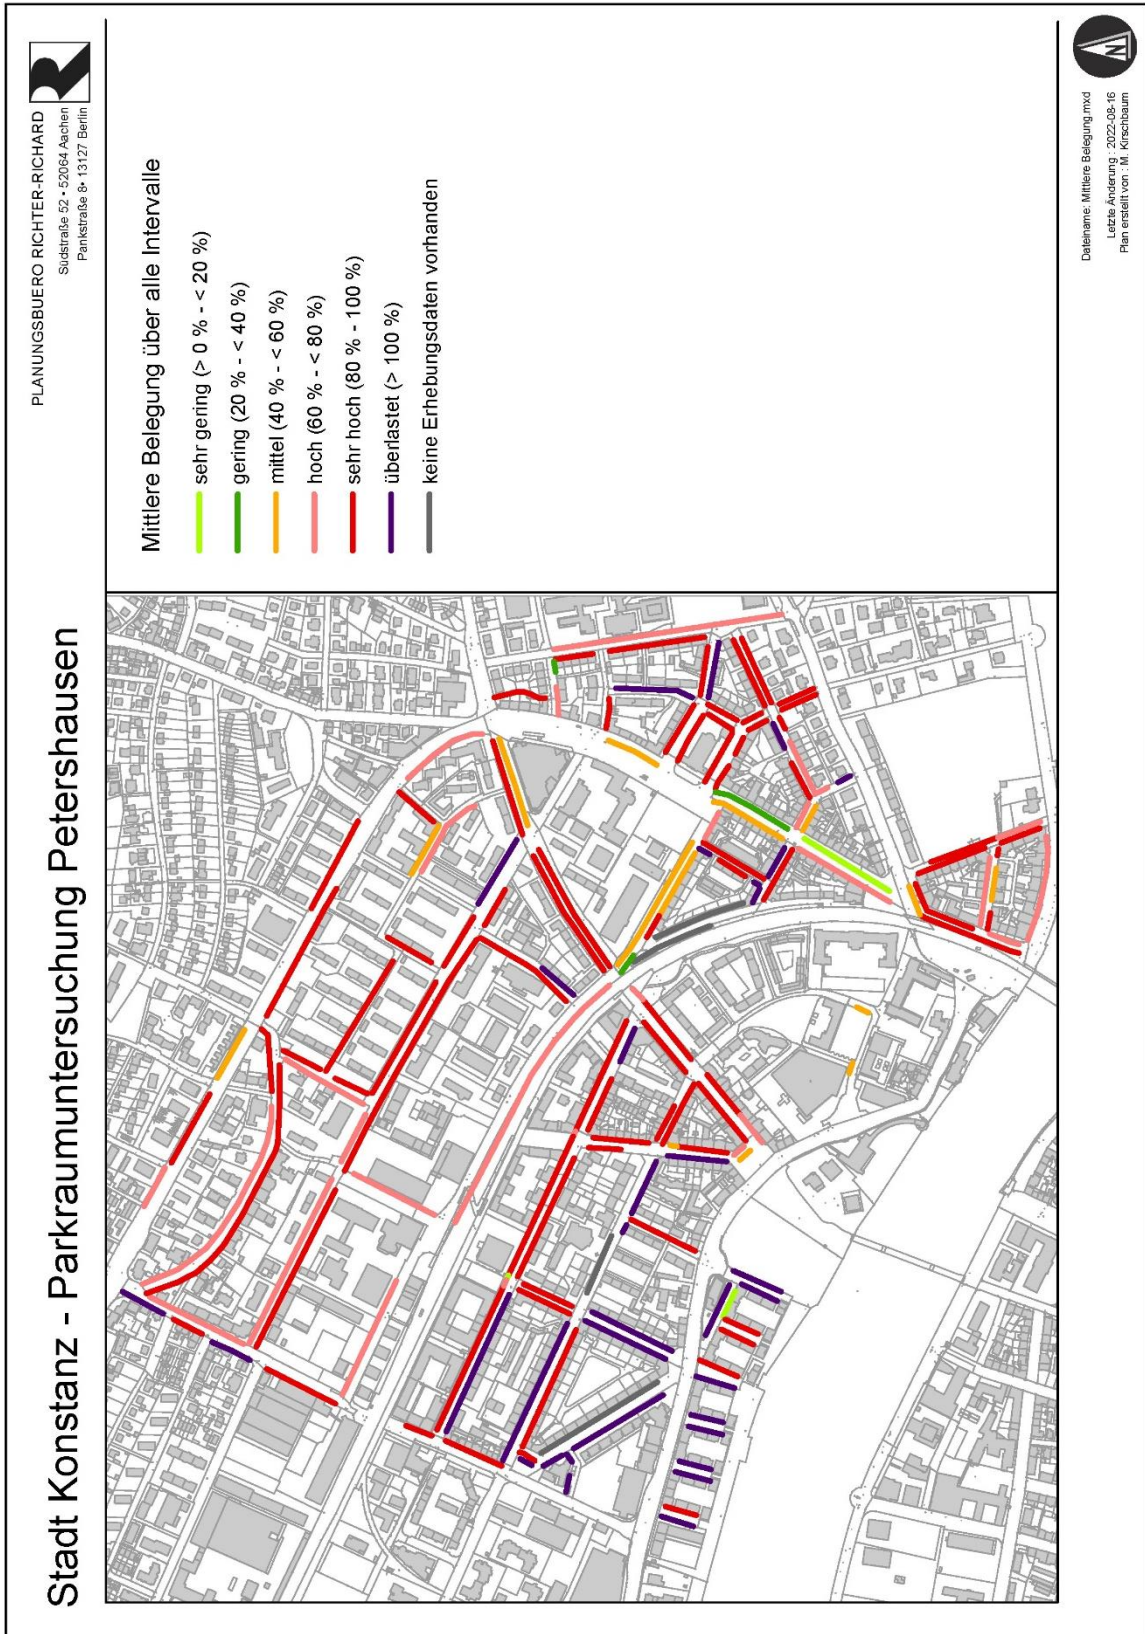 Stadt Konstanz - Parkraumuntersuchung Petershausen
PLANUNGSBUERO RICHTER-RICHARD
Südstraße 52 • 52064 Aachen
Pankstraße 8• 13127 Berlin
Mittlere Belegung über alle Intervalle
sehr gering (> 0 % - < 20 %)
gering (20 % - < 40 %)
mittel (40 % - < 60 %)
hoch (60 % - < 80 %)
sehr hoch (80 % - 100 %)
überlastet (> 100 %)
keine Erhebungsdaten vorhanden
Dateiname: Mittlere Belegung.mxd
Letzte Änderung : 2022-08-16
Plan erstellt von : M. Kirschbaum
N